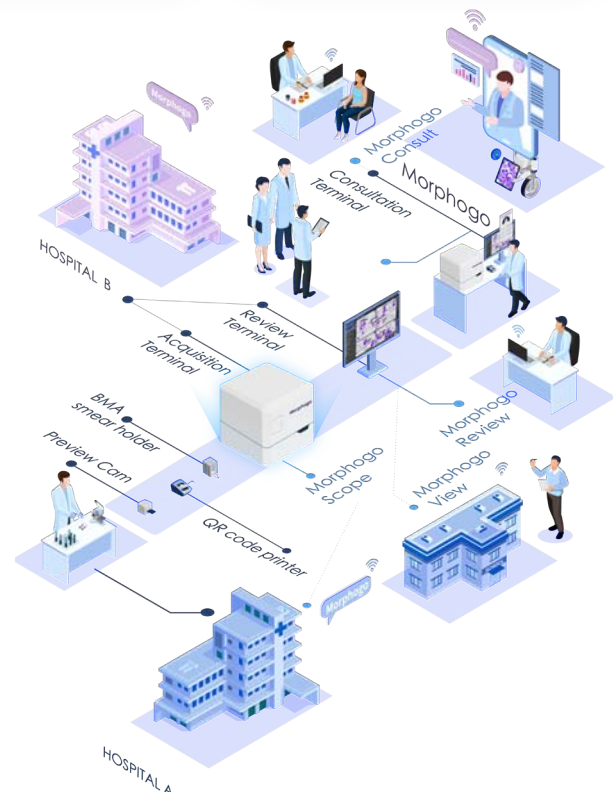 Morphogo
Morphogo
Consult
Consultation
Terminal
Morphogo
HOSPITAL B
Review
Terminal
Acquisition
Terminal
morphogo
BMA
smear holder
Morphogo
Review
Preview Cam
Morphogo
Scope
Morphogo
View
QR code printer
Morphogo
HOSPITAL A